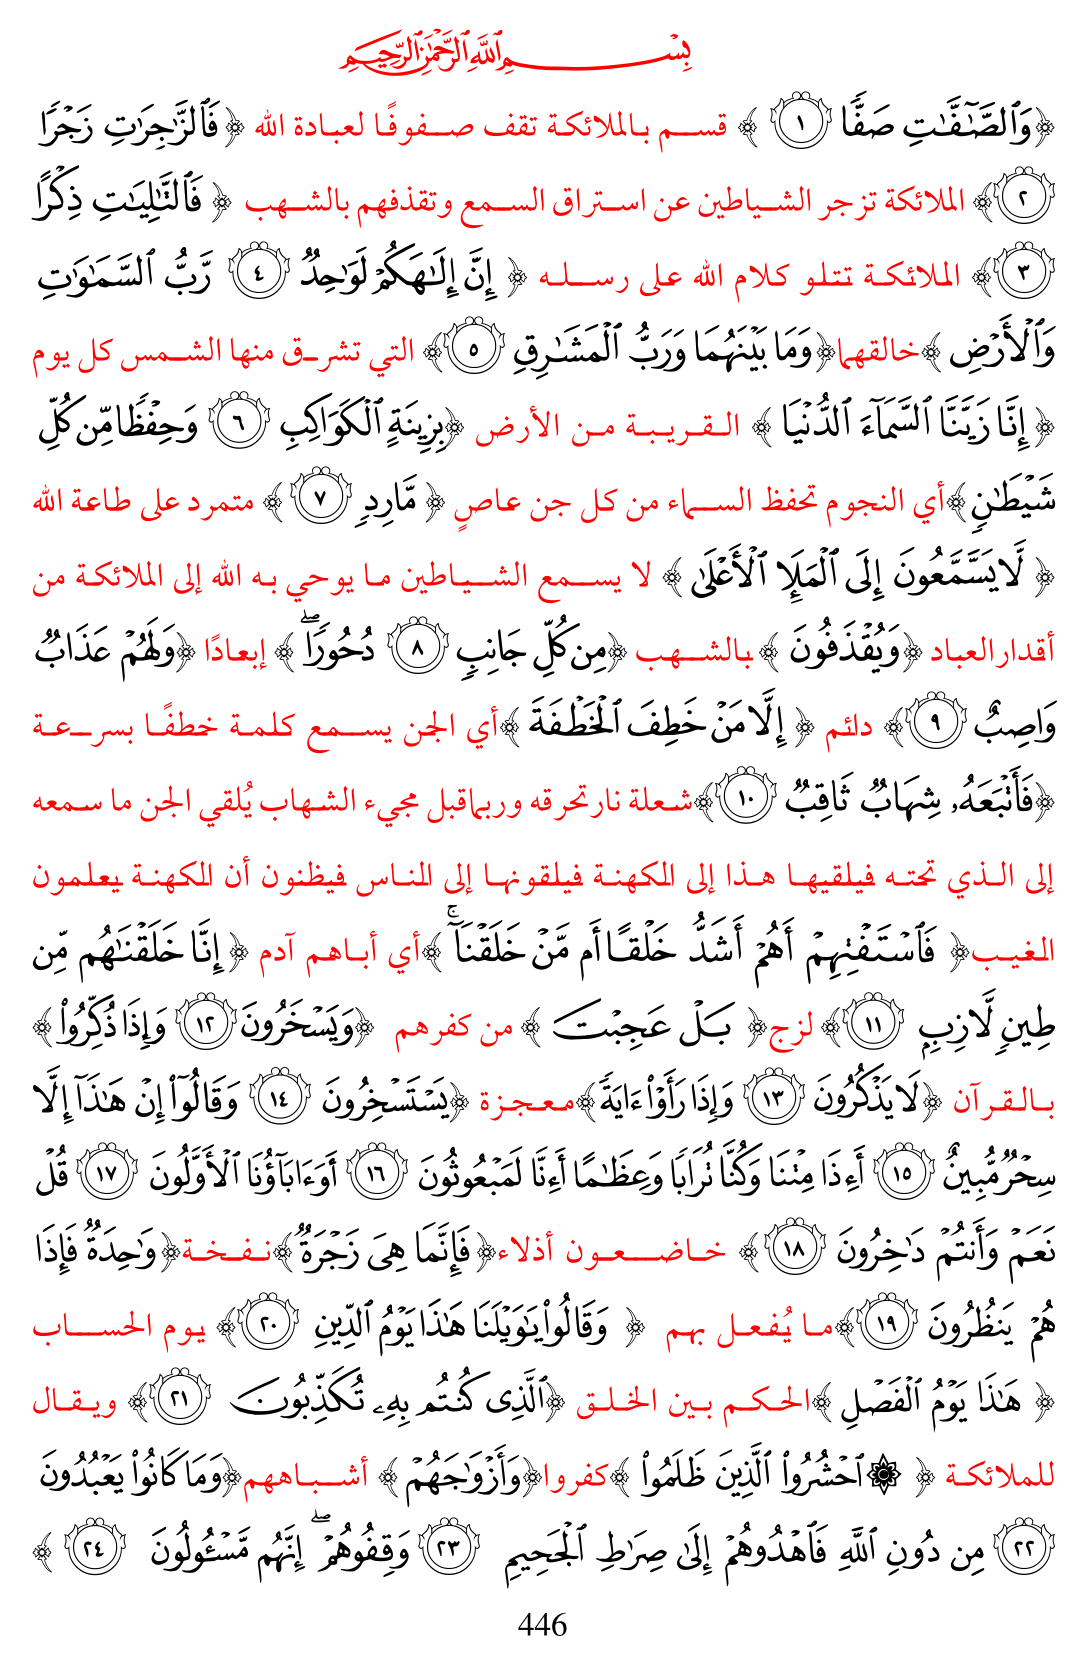 بِسْمِ ٱللَّهِ ٱلرَّحْمَٰنِ ٱلرَّحِيمِ
﴿وَٱلصَّٰٓفَّٰتِ صَفًّا ١ ﴾ قسم بالملائكة تقف صفوفًا لعبادة الله ﴿فَٱلزَّٰجِرَٰتِ زَجْرًا
٢﴾ الملائكة تزجر الشياطين عن استراق السمع وتقذفهم بالشهب ﴿ فَٱلتَّٰلِيَٰتِ ذِكْرًا
٣﴾ الملائكة تتلو كلام الله على رسله ﴿ إِنَّ إِلَٰهَكُمْ لَوَٰحِدٌ ٤ رَّبُّ ٱلسَّمَٰوَٰتِ
وَٱلْأَرْضِ ﴾خالقهما﴿وَمَا بَيْنَهُمَا وَرَبُّ ٱلْمَشَٰرِقِ ٥﴾ التي تشرق منها الشمس كل يوم
﴿ إِنَّا زَيَّنَّا ٱلسَّمَآءَ ٱلدُّنْيَا ﴾ القريبة من الأرض ﴿بِزِينَةٍ ٱلْكَوَاكِبِ ٦ وَحِفْظًا مِّن كُلِّ
شَيْطَٰنٍ﴾أي النجوم تحفظ السماء من كل جن عاصٍ ﴿ مَّارِدٍ ٧ ﴾ متمرد على طاعة الله
﴿ لَّا يَسَّمَّعُونَ إِلَى ٱلْمَلَإِ ٱلْأَعْلَىٰ ﴾ لا يسمع الشياطين ما يوحي به الله إلى الملائكة من
أقدار العباد ﴿وَيُقْذَفُونَ ﴾ بالشهب ﴿مِن كُلِّ جَانِبٍ ٨ دُحُورًا ۖ ﴾ إبعادًا ﴿وَلَهُمْ عَذَابٌ
وَاصِبٌ ٩﴾ دائم ﴿ إِلَّا مَنْ خَطِفَ ٱلْخَطْفَةَ ﴾أي الجن يسمع كلمة خطفًا بسرعة
﴿فَأَتْبَعَهُۥ شِهَابٌ ثَاقِبٌ ١٠﴾شعلة نار تحرقه وربما قبل مجيء الشهاب يُلقي الجن ما سمعه
إلى الذي تحته فيلقيها هذا إلى الكهنة فيلقونها إلى الناس فيظنون أن الكهنة يعلمون
الغيب﴿ فَٱسْتَفْتِهِمْ أَهُمْ أَشَدُّ خَلْقًا أَم مَّنْ خَلَقْنَآ ۚ ﴾أي أباهم آدم ﴿ إِنَّا خَلَقْنَٰهُم مِّن
طِينٍ لَّازِبٍ ١١﴾ لزج﴿ بَلْ عَجِبْتَ ﴾ من كفرهم ﴿وَيَسْخَرُونَ ١٢ وَإِذَا ذُكِّرُوا۟ ﴾
بالقرآن ﴿لَا يَذْكُرُونَ ١٣ وَإِذَا رَأَوْا۟ ءَايَةً﴾معجزة ﴿يَسْتَسْخِرُونَ ١٤ وَقَالُوٓا۟ إِنْ هَٰذَآ إِلَّا
سِحْرٌ مُّبِينٌ ١٥ أَءِذَا مِتْنَا وَكُنَّا تُرَابًا وَعِظَٰمًا أَءِنَّا لَمَبْعُوثُونَ ١٦ أَوَءَابَآؤُنَا ٱلْأَوَّلُونَ ١٧ قُلْ
نَعَمْ وَأَنتُمْ دَٰخِرُونَ ١٨ ﴾ خاضعون أذلاء﴿ فَإِنَّمَا هِىَ زَجْرَةٌ﴾نفخة﴿وَٰحِدَةٌ فَإِذَا
هُمْ يَنظُرُونَ ١٩﴾ما يُفعل بهم ﴿ وَقَالُوا۟ يَٰوَيْلَنَا هَٰذَا يَوْمُ ٱلدِّينِ ٢٠﴾ يوم الحساب
﴿ هَٰذَا يَوْمُ ٱلْفَصْلِ ﴾الحكم بين الخلق ﴿ٱلَّذِى كُنتُم بِهِۦ تُكَذِّبُونَ ٢١﴾ ويقال
للملائكة ﴿ ۞ٱحْشُرُوا۟ ٱلَّذِينَ ظَلَمُوا۟ ﴾كفروا﴿وَأَزْوَٰجَهُمْ ﴾ أشباههم﴿وَمَا كَانُوا۟ يَعْبُدُونَ
٢٢ مِن دُونِ ٱللَّهِ فَٱهْدُوهُمْ إِلَىٰ صِرَٰطِ ٱلْجَحِيمِ ٢٣ وَقِفُوهُمْ ۖ إِنَّهُم مَّسْـُٔولُونَ ٢٤ ﴾
446